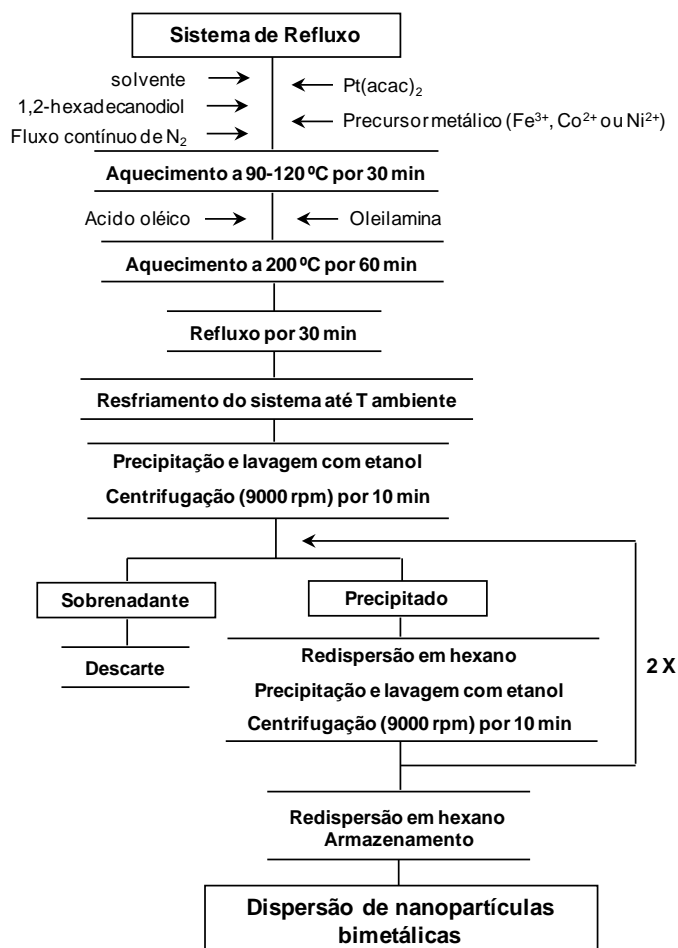 Sistema de Refluxo
solvente
Pt(acac)₂
1,2-hexadecanodiol
Precursor metálico (Fe³⁺, Co²⁺ ou Ni²⁺)
Fluxo contínuo de N₂
Aquecimento a 90-120 ⁰C por 30 min
Acido oléico
Oleilamina
Aquecimento a 200 ⁰C por 60 min
Refluxo por 30 min
Resfriamento do sistema até T ambiente
Precipitação e lavagem com etanol
Centrifugação (9000 rpm) por 10 min
Sobrenadante
Precipitado
Descarte
Redispersão em hexano
Precipitação e lavagem com etanol
Centrifugação (9000 rpm) por 10 min
2 X
Redispersão em hexano
Armazenamento
Dispersão de nanopartículas
bimetálicas